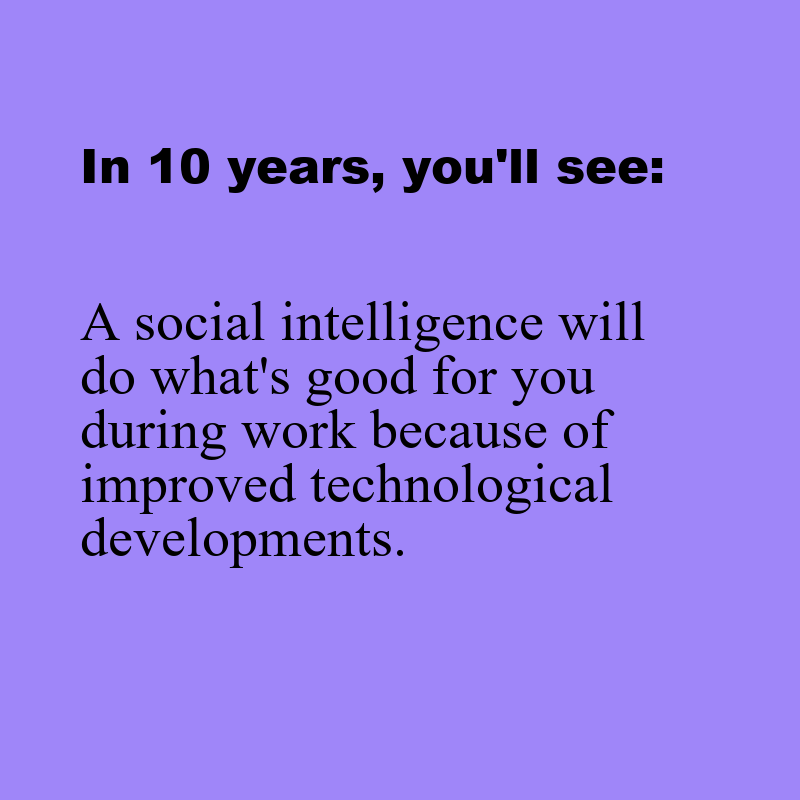 In 10 years, you'll see:
A social intelligence will
do what's good for you
during work because of
improved technological
developments.